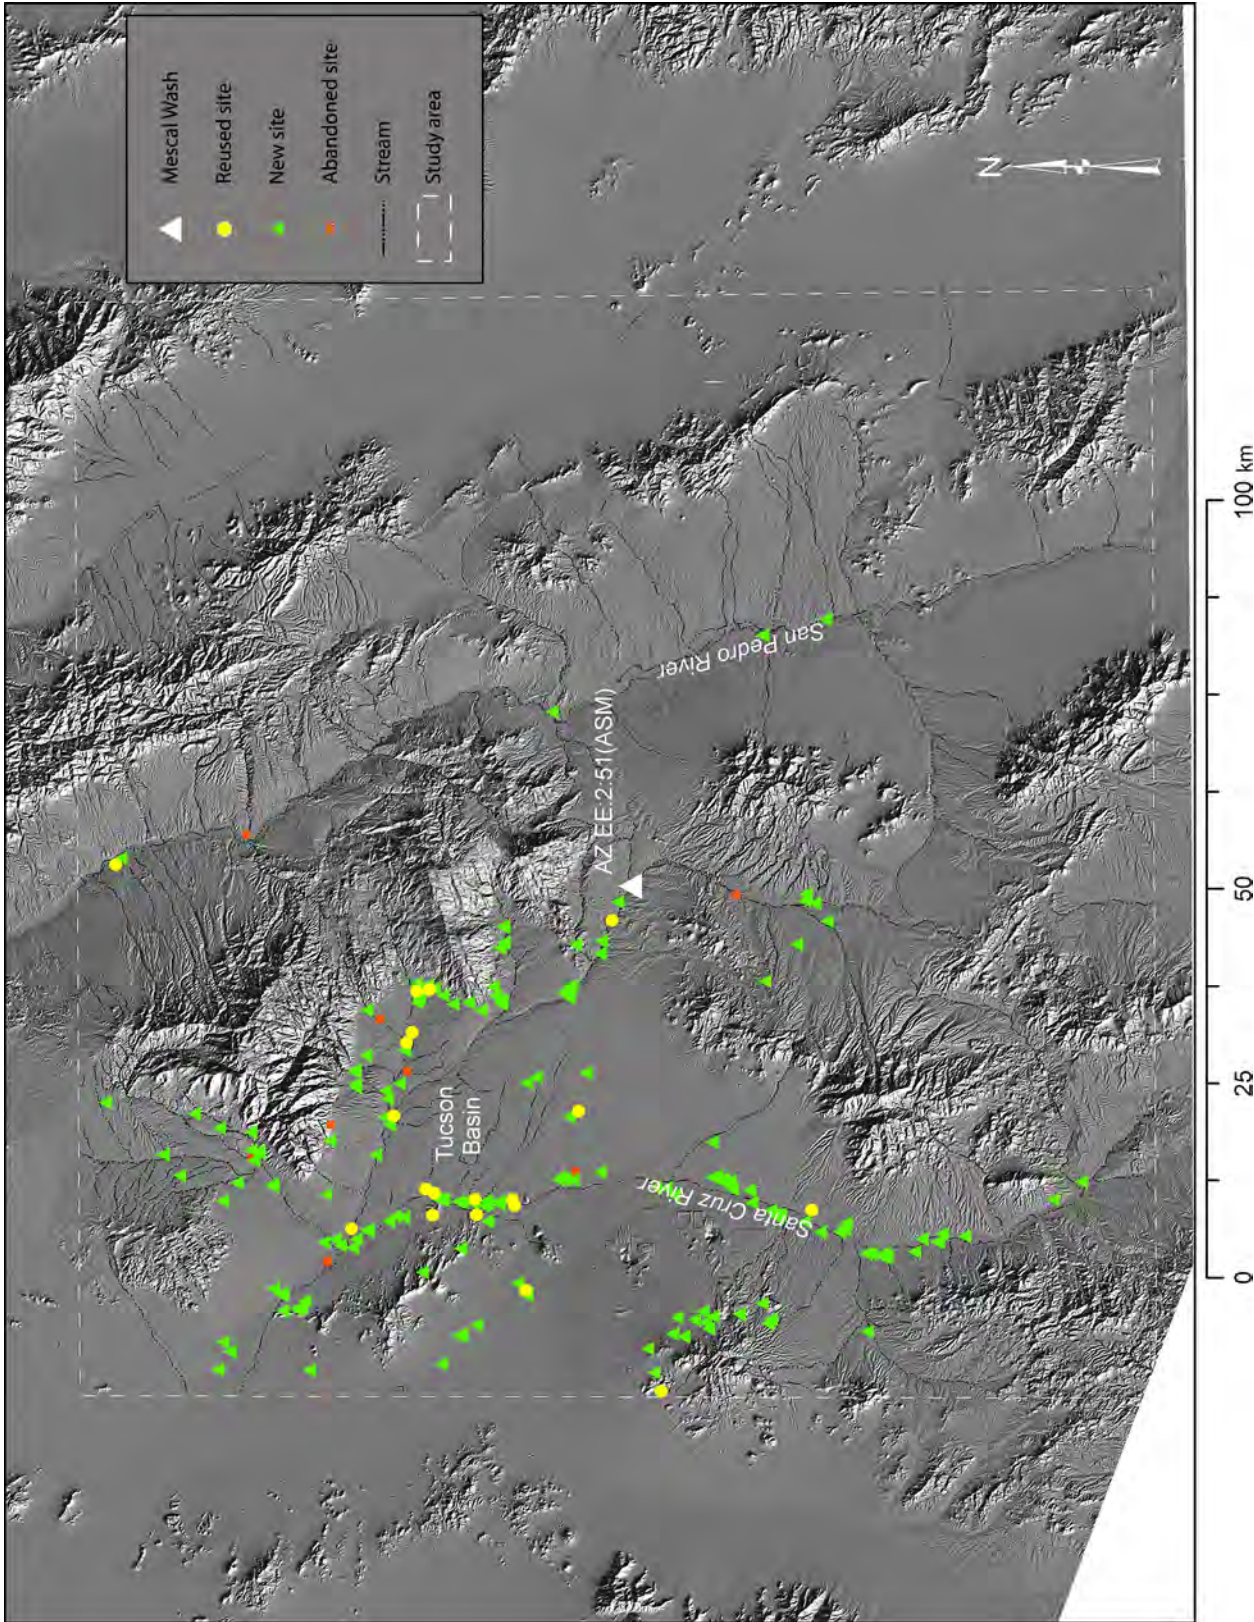 Mescal Wash
Reused site
New site
Abandoned site
Stream
Study area
N
San Pedro River
AZ EE:2:51(ASM)
Tucson
Basin
Santa Cruz River
0
25
50
100 km